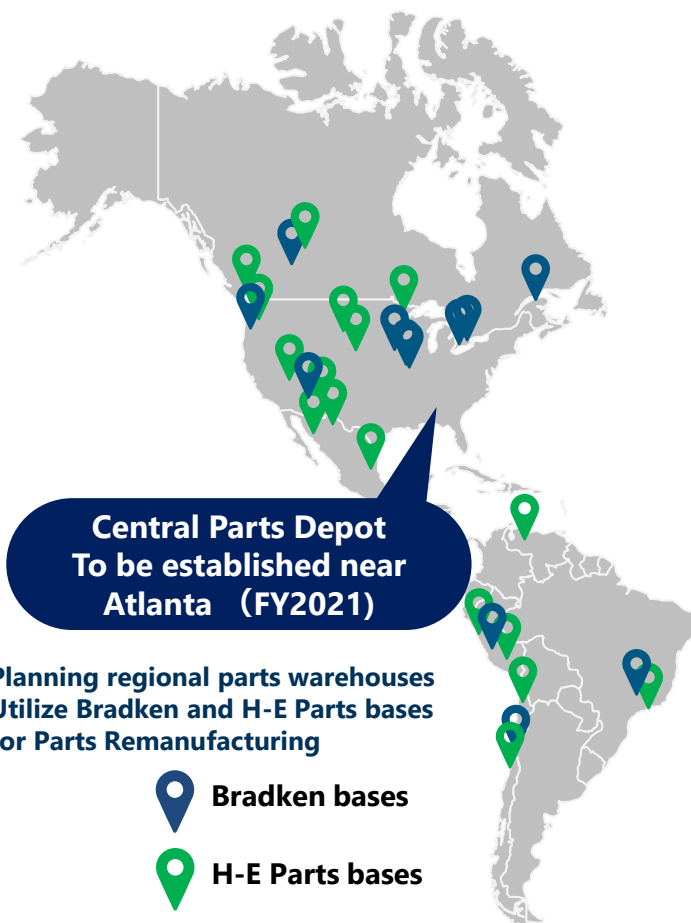 Central Parts Depot
To be established near
Atlanta （FY2021)
Planning regional parts warehouses
Utilize Bradken and H-E Parts bases
for Parts Remanufacturing
Bradken bases
H-E Parts bases